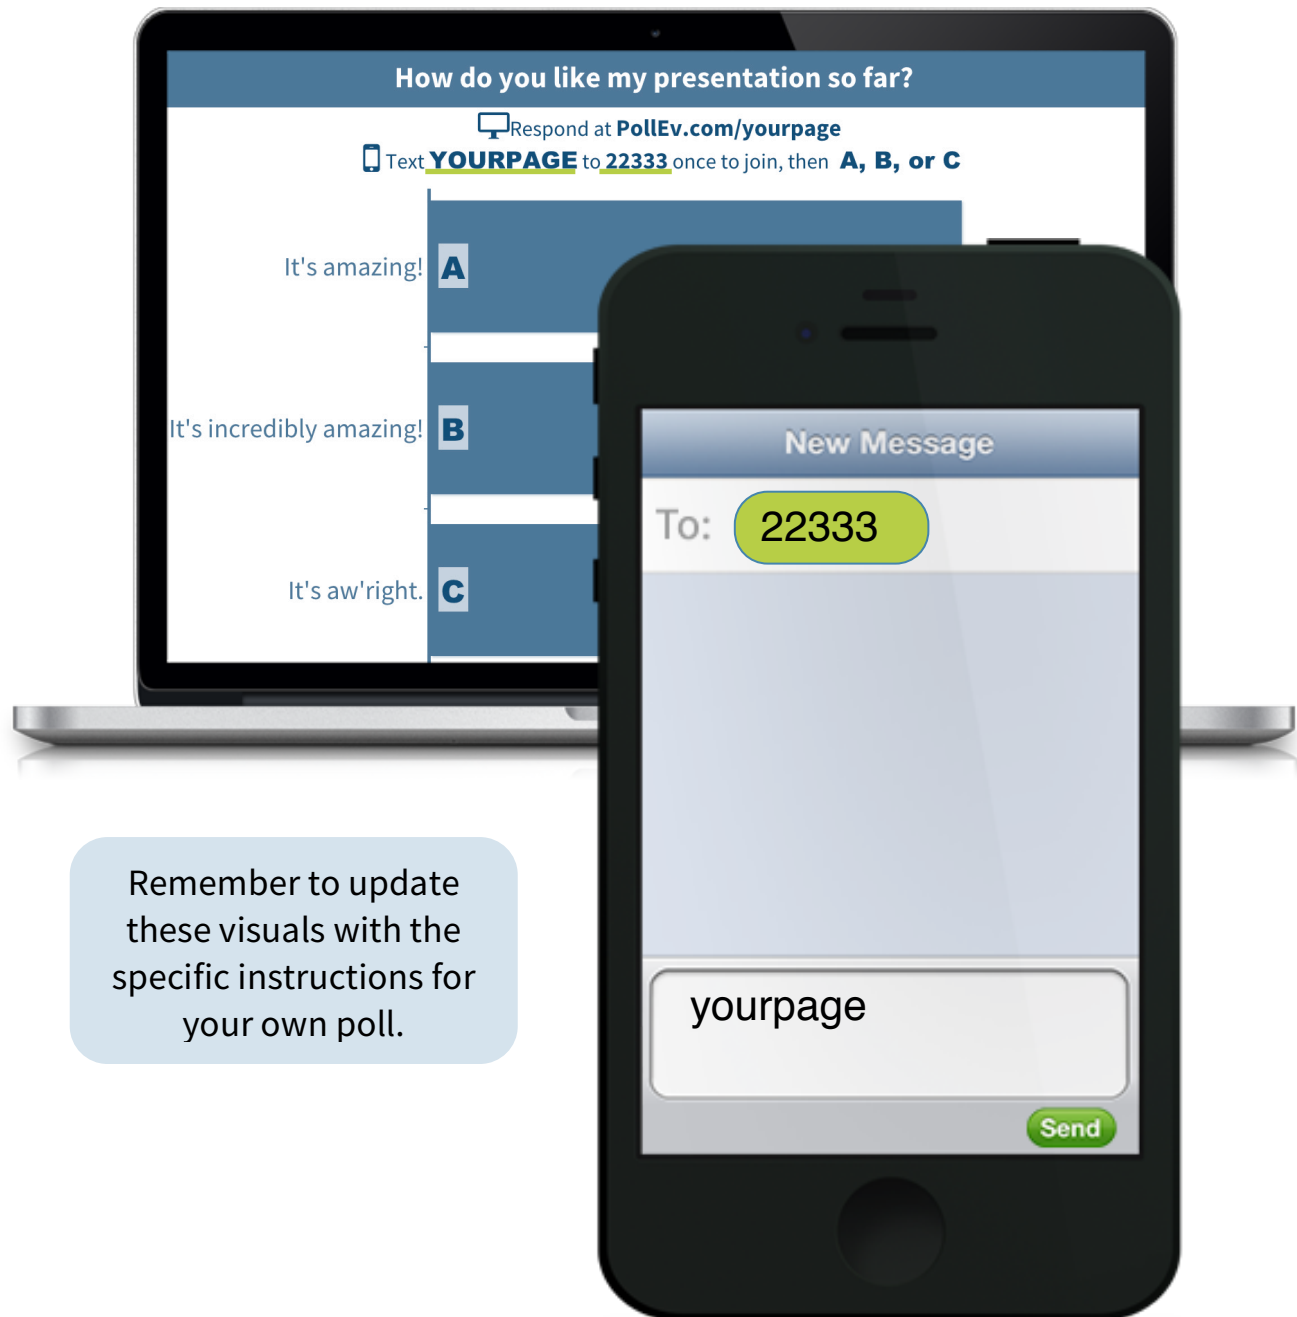 How do you like my presentation so far?
Respond at PollEv.com/yourpage
Text YOURPAGE to 22333 once to join, then A, B, or C
It's amazing! A
It's incredibly amazing! B
It's aw'right. C
New Message
To: 22333
yourpage
Send
Remember to update
these visuals with the
specific instructions for
your own poll.